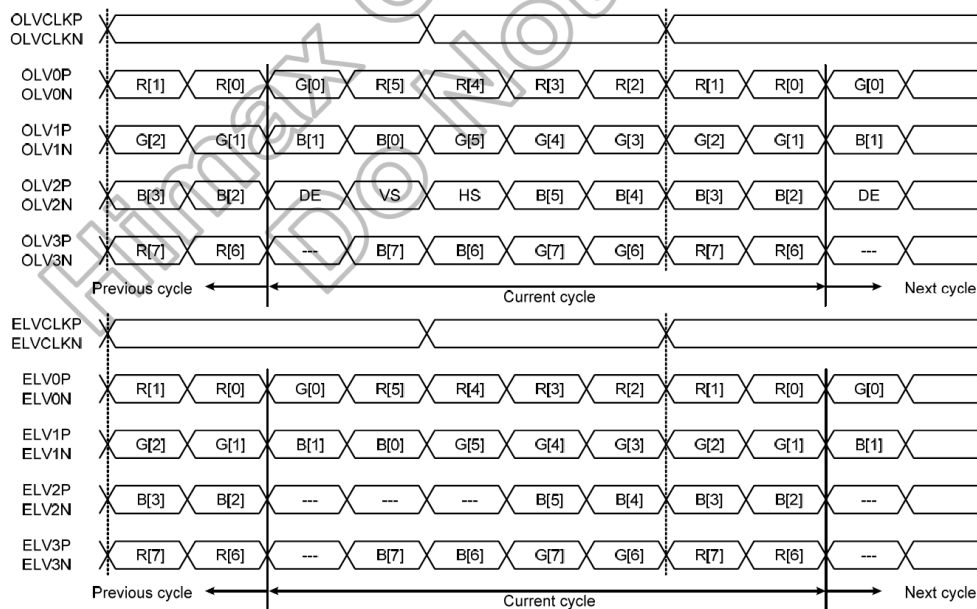 OLVCLKP
OLVCLKN
OLV0P
OLV0N
R[1] R[0] G[0] R[5] R[4] R[3] R[2] R[1] R[0] G[0]
OLV1P
OLV1N
G[2] G[1] B[1] B[0] G[5] G[4] G[3] G[2] G[1] B[1]
OLV2P
OLV2N
B[3] B[2] DE VS HS B[5] B[4] B[3] B[2] DE
OLV3P
OLV3N
R[7] R[6] --- B[7] B[6] G[7] G[6] R[7] R[6] ---
Previous cycle Current cycle Next cycle
ELVCLKP
ELVCLKN
ELV0P
ELV0N
R[1] R[0] G[0] R[5] R[4] R[3] R[2] R[1] R[0] G[0]
ELV1P
ELV1N
G[2] G[1] B[1] B[0] G[5] G[4] G[3] G[2] G[1] B[1]
ELV2P
ELV2N
B[3] B[2] --- --- --- B[5] B[4] B[3] B[2] ---
ELV3P
ELV3N
R[7] R[6] --- B[7] B[6] G[7] G[6] R[7] R[6] ---
Previous cycle Current cycle Next cycle
Himax
Do No